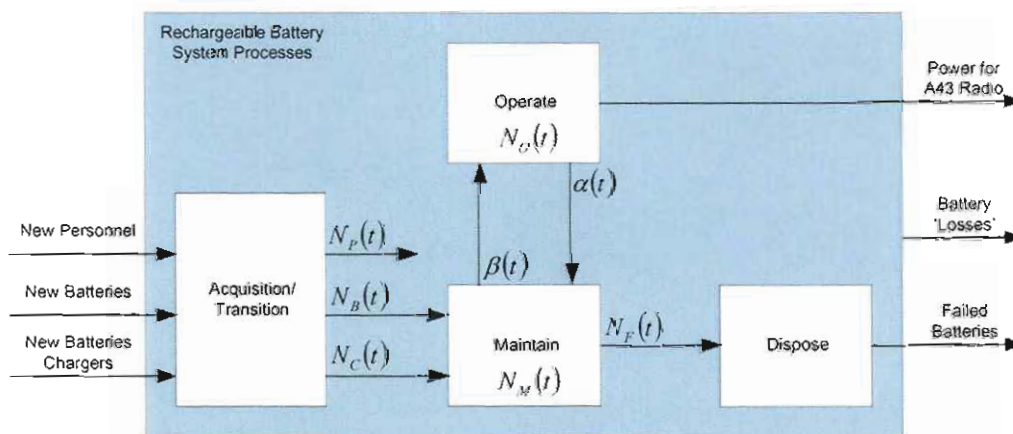 Rechargeable Battery
System Processes
Operate
N_O(t)
Power for
A43 Radio
α(t)
New Personnel
N_P(t)
β(t)
Battery
'Losses'
New Batteries
Acquisition/
Transition
N_B(t)
Maintain
N_M(t)
N_F(t)
Dispose
Failed
Batteries
New Batteries
Chargers
N_C(t)